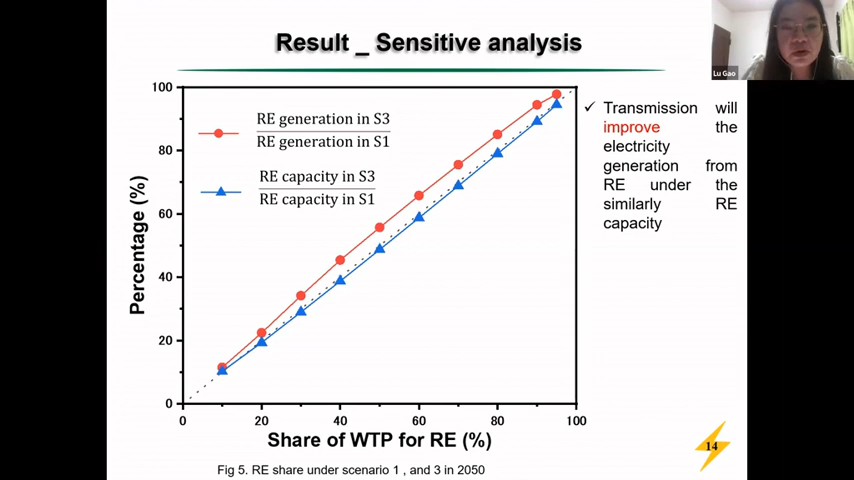 Result _ Sensitive analysis
Lu Gao
100
80
60
40
20
0
Percentage (%)
RE generation in S3
RE generation in S1
RE capacity in S3
RE capacity in S1
0 20 40 60 80 100
Share of WTP for RE (%)
Fig 5. RE share under scenario 1 , and 3 in 2050
✓ Transmission will
improve the
electricity
generation from
RE under the
similarly RE
capacity
14